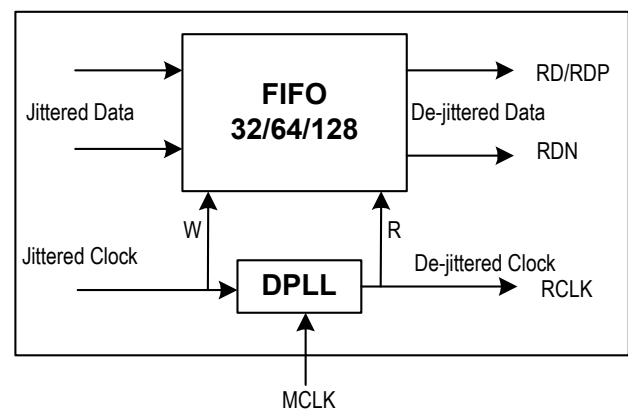 RD/RDP
FIFO
32/64/128
Jittered Data
De-jittered Data
RDN
W
R
Jittered Clock
De-jittered Clock
DPLL
RCLK
MCLK